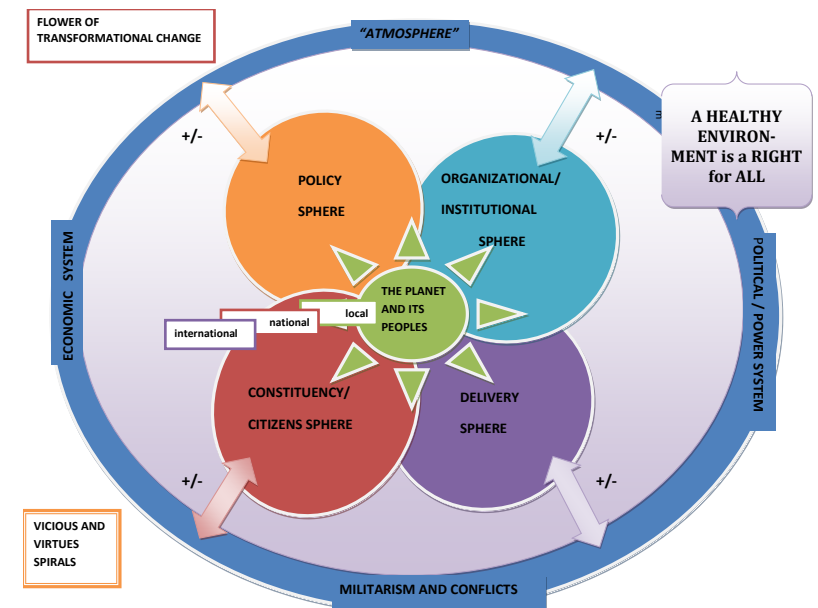 FLOWER OF
TRANSFORMATIONAL CHANGE
“ATMOSPHERE”
+/-
+/-
A HEALTHY
ENVIRON-
MENT is a RIGHT
for ALL
POLICY
SPHERE
ORGANIZATIONAL/
INSTITUTIONAL
SPHERE
ECONOMIC SYSTEM
POLITICAL / POWER SYSTEM
THE PLANET
AND ITS
PEOPLES
local
national
international
CONSTITUENCY/
CITIZENS SPHERE
DELIVERY
SPHERE
+/-
+/-
VICIOUS AND
VIRTUES
SPIRALS
MILITARISM AND CONFLICTS